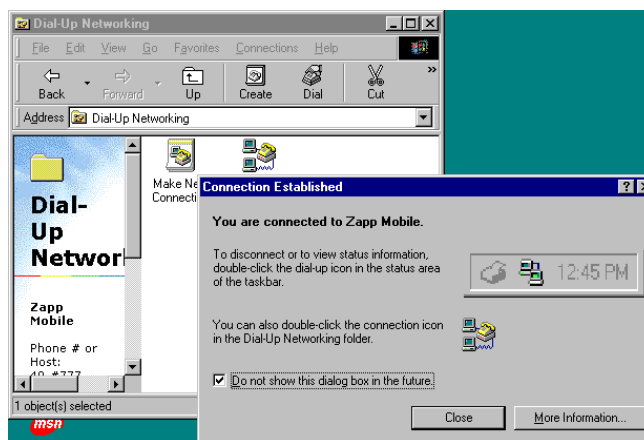 Dial-Up Networking
File Edit View Go Favorites Connections Help
Back Forward Up Create Dial Cut »
Address Dial-Up Networking
Dial-
Up
Networ
Zapp
Mobile
Phone # or
Host:
40 #777
Make Ne
Connecti
1 object(s) selected
msn
Connection Established
You are connected to Zapp Mobile.
To disconnect or to view status information,
double-click the dial-up icon in the status area
of the taskbar.
12:45 PM
You can also double-click the connection icon
in the Dial-Up Networking folder.
Do not show this dialog box in the future.
Close More Information...